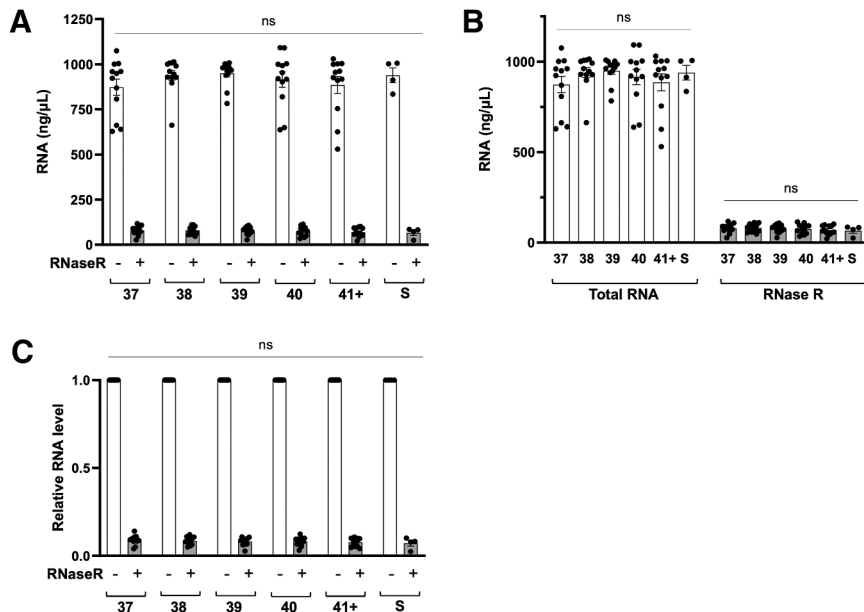 A
ns
RNA (ng/μL)
1250
1000
750
500
250
0
RNaseR - + - + - + - + - + - +
37 38 39 40 41+ S
B
ns
RNA (ng/μL)
1000
500
0
ns
37 38 39 40 41+ S 37 38 39 40 41+ S
Total RNA RNase R
C
ns
Relative RNA level
1.0
0.5
0.0
RNaseR - + - + - + - + - + - +
37 38 39 40 41+ S